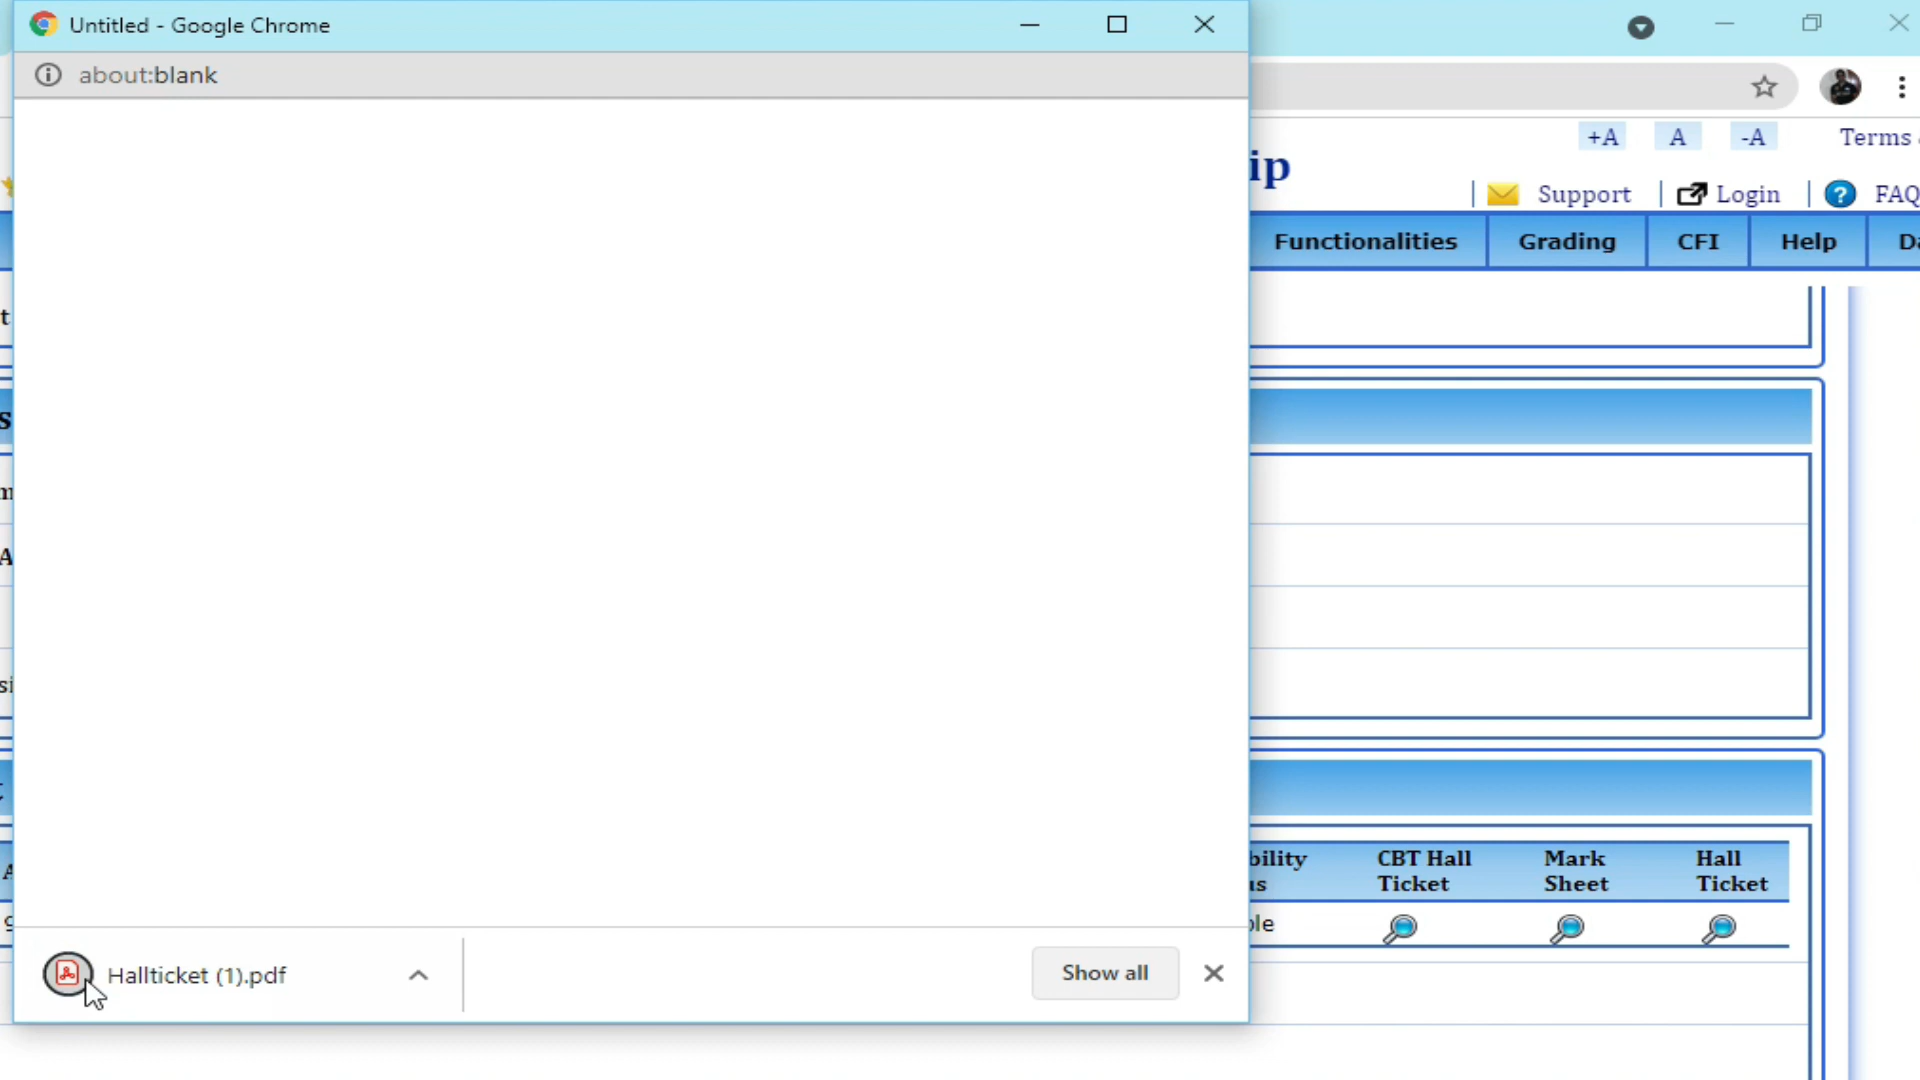 Untitled - Google Chrome
about:blank
+A A -A Terms
ip
Support Login FAQ
Functionalities Grading CFI Help
CBT Hall Ticket
Mark Sheet
Hall Ticket
Hallticket (1).pdf
Show all